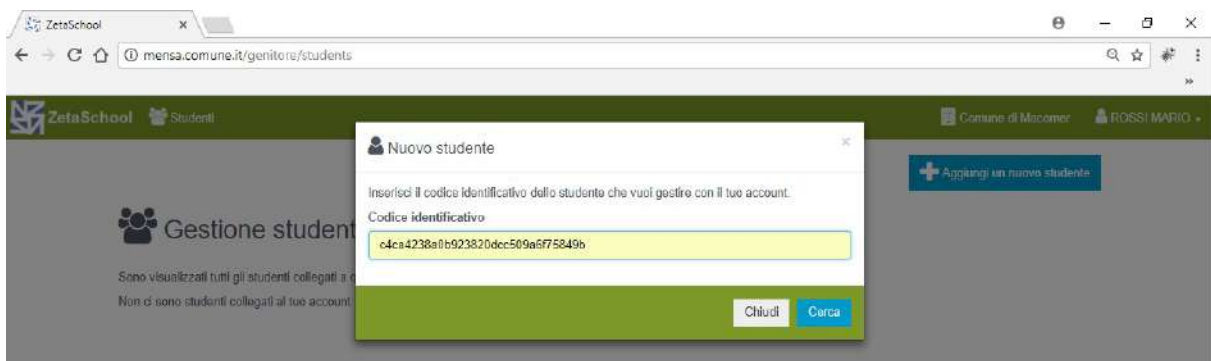 ZetaSchool
mensa.comune.it/genitore/students
ZetaSchool Studenti
Comune di Macomer ROSSI MARIO
Nuovo studente
Aggiungi un nuovo studente
Inserisci il codice identificativo dello studente che vuoi gestire con il tuo account.
Codice identificativo
Gestione student
c4ca4238a0b923820dcc509a6f75849b
Sono visualizzati tutti gli studenti collegati a
Non ci sono studenti collegati al tuo account
Chiudi Cerca